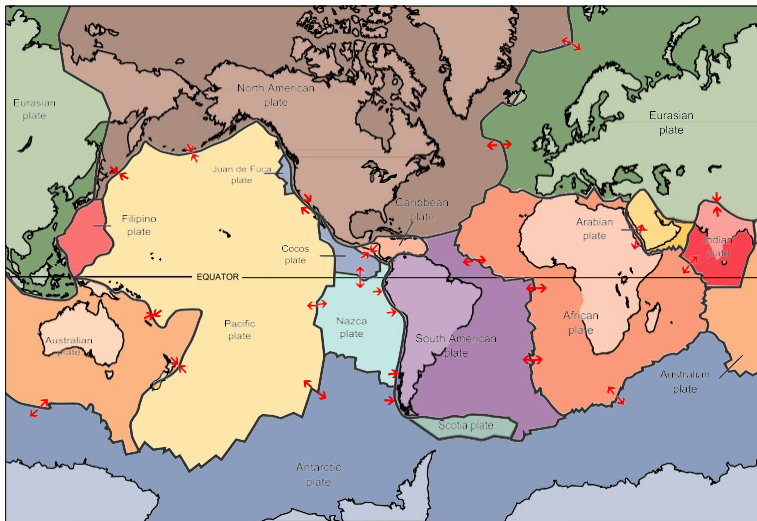 North American
plate
Eurasian
plate
Eurasian
plate
Juan de Fuca
plate
Caribbean
plate
Filipino
plate
Arabian
plate
Indian
plate
Cocos
plate
EQUATOR
Pacific
plate
Nazca
plate
African
plate
Australian
plate
South American
plate
Australian
plate
Scotia plate
Antarctic
plate